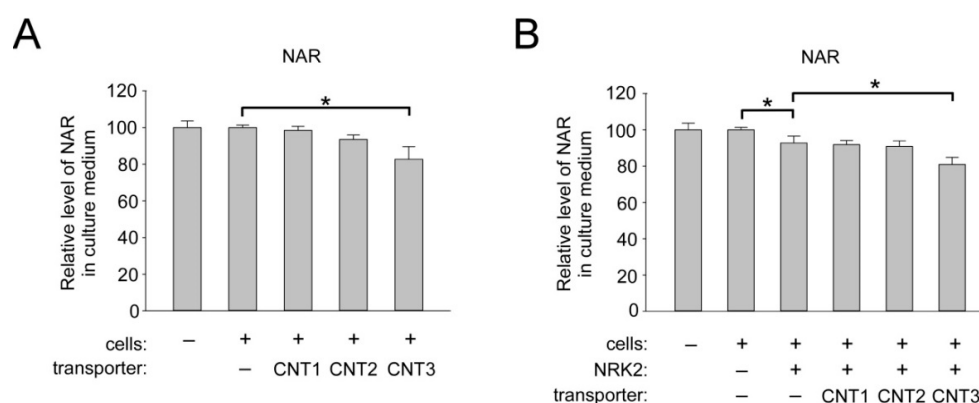 A
NAR
Relative level of NAR
in culture medium
120
100
80
60
40
20
0
cells: – + + + +
transporter: – CNT1 CNT2 CNT3
*
B
NAR
Relative level of NAR
in culture medium
120
100
80
60
40
20
0
* *
cells: – + + + + +
NRK2: – + + + +
transporter: – – CNT1 CNT2 CNT3